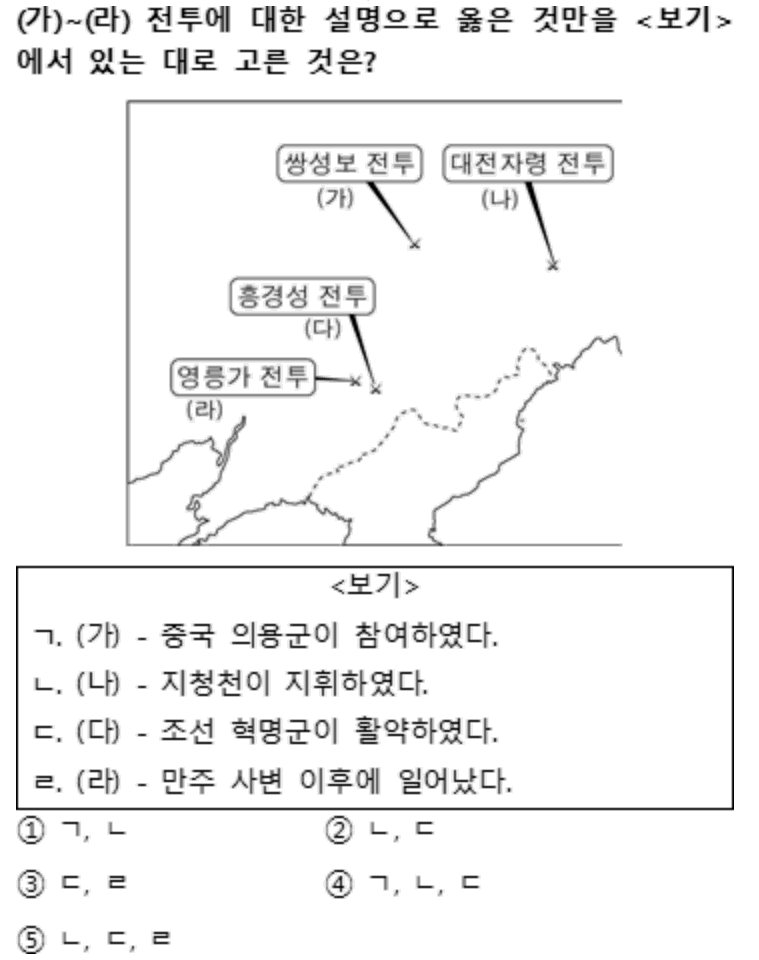 (가)~(라) 전투에 대한 설명으로 옳은 것만을 <보기>
에서 있는 대로 고른 것은?
쌍성보 전투
(가)
대전자령 전투
(나)
흥경성 전투
(다)
영릉가 전투
(라)
<보기>
ㄱ. (가) - 중국 의용군이 참여하였다.
ㄴ. (나) - 지청천이 지휘하였다.
ㄷ. (다) - 조선 혁명군이 활약하였다.
ㄹ. (라) - 만주 사변 이후에 일어났다.
① ㄱ, ㄴ ② ㄴ, ㄷ
③ ㄷ, ㄹ ④ ㄱ, ㄴ, ㄷ
⑤ ㄴ, ㄷ, ㄹ